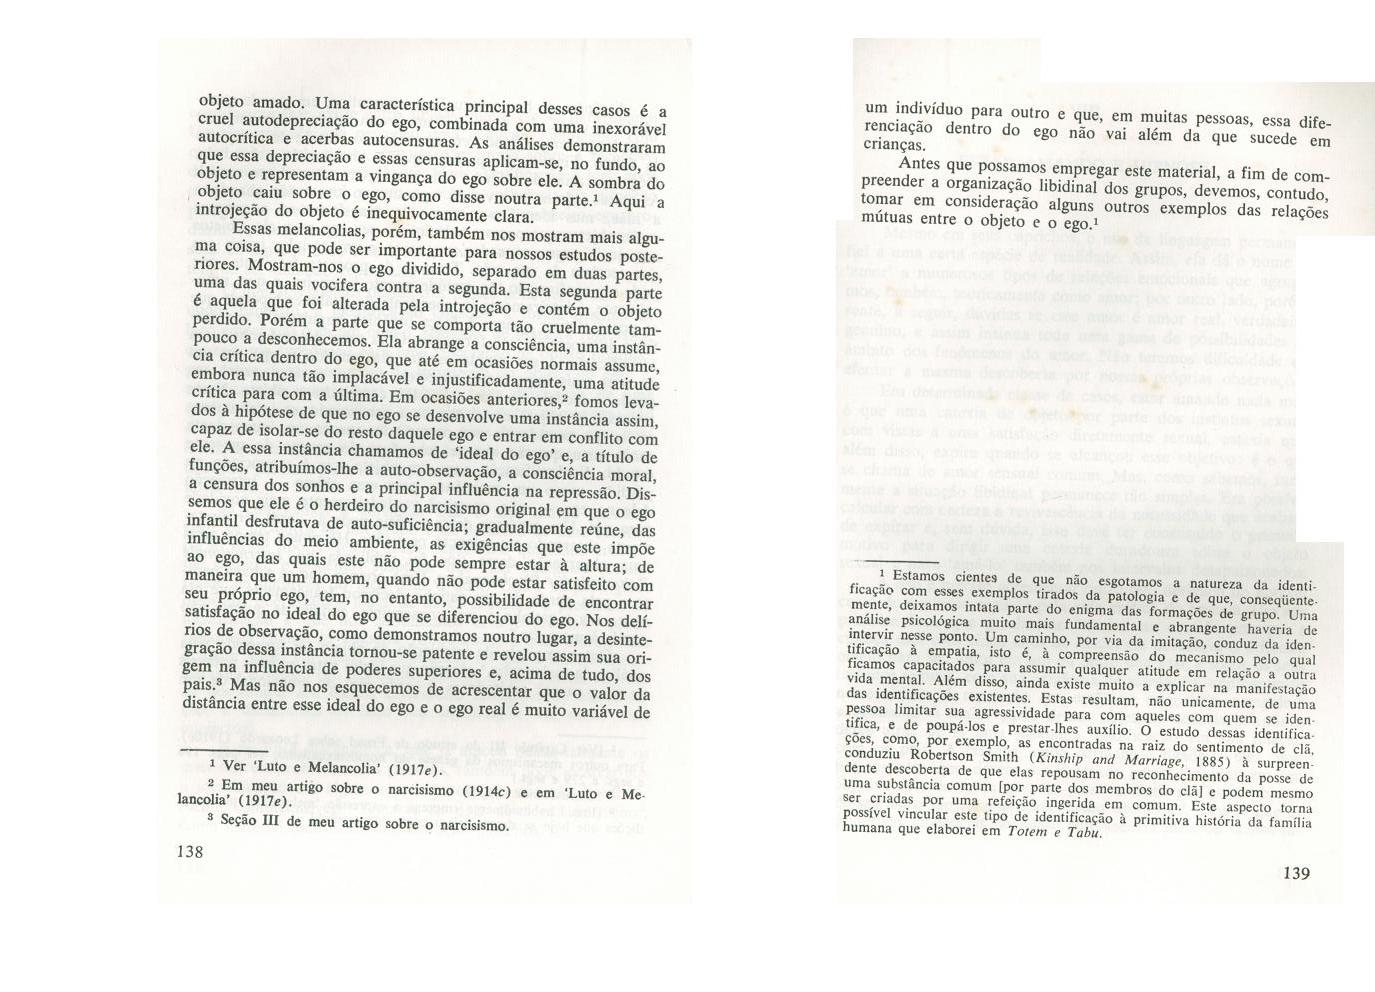 objeto amado. Uma característica principal desses casos é a
cruel autodepreciação do ego, combinada com uma inexorável
autocrítica e acerbas autocensuras. As análises demonstraram
que essa depreciação e essas censuras aplicam-se, no fundo, ao
objeto e representam a vingança do ego sobre ele. A sombra do
objeto caiu sobre o ego, como disse noutra parte.¹ Aqui a
introjeção do objeto é inequivocamente clara.
Essas melancolias, porém, também nos mostram mais algu-
ma coisa, que pode ser importante para nossos estudos poste-
riores. Mostram-nos o ego dividido, separado em duas partes,
uma das quais vocifera contra a segunda. Esta segunda parte
é aquela que foi alterada pela introjeção e contém o objeto
perdido. Porém a parte que se comporta tão cruelmente tam-
pouco a desconhecemos. Ela abrange a consciência, uma instân-
cia crítica dentro do ego, que até em ocasiões normais assume,
embora nunca tão implacável e injustificadamente, uma atitude
crítica para com a última. Em ocasiões anteriores,² fomos leva-
dos à hipótese de que no ego se desenvolve uma instância assim,
capaz de isolar-se do resto daquele ego e entrar em conflito com
ele. A essa instância chamamos de 'ideal do ego' e, a título de
funções, atribuímos-lhe a auto-observação, a consciência moral,
a censura dos sonhos e a principal influência na repressão. Dis-
semos que ele é o herdeiro do narcisismo original em que o ego
infantil desfrutava de auto-suficiência; gradualmente reúne, das
influências do meio ambiente, as exigências que este impõe
ao ego, das quais este não pode sempre estar à altura; de
maneira que um homem, quando não pode estar satisfeito com
seu próprio ego, tem, no entanto, possibilidade de encontrar
satisfação no ideal do ego que se diferenciou do ego. Nos delí-
rios de observação, como demonstramos noutro lugar, a desinte-
gração dessa instância tornou-se patente e revelou assim sua ori-
gem na influência de poderes superiores e, acima de tudo, dos
pais.³ Mas não nos esquecemos de acrescentar que o valor da
distância entre esse ideal do ego e o ego real é muito variável de
¹ Ver 'Luto e Melancolia' (1917e).
² Em meu artigo sobre o narcisismo (1914c) e em 'Luto e Me-
lancolia' (1917e).
³ Seção III de meu artigo sobre o narcisismo.
138
um indivíduo para outro e que, em muitas pessoas, essa dife-
renciação dentro do ego não vai além da que sucede em
crianças.
Antes que possamos empregar este material, a fim de com-
preender a organização libidinal dos grupos, devemos, contudo,
tomar em consideração alguns outros exemplos das relações
mútuas entre o objeto e o ego.¹
¹ Estamos cientes de que não esgotamos a natureza da identi-
ficação com esses exemplos tirados da patologia e de que, conseqüente-
mente, deixamos intata parte do enigma das formações de grupo. Uma
análise psicológica muito mais fundamental e abrangente haveria de
intervir nesse ponto. Um caminho, por via da imitação, conduz da iden-
tificação à empatia, isto é, à compreensão do mecanismo pelo qual
ficamos capacitados para assumir qualquer atitude em relação a outra
vida mental. Além disso, ainda existe muito a explicar na manifestação
das identificações existentes. Estas resultam, não unicamente, de uma
pessoa limitar sua agressividade para com aqueles com quem se iden-
tifica, e de poupá-los e prestar-lhes auxílio. O estudo dessas identifica-
ções, como, por exemplo, as encontradas na raiz do sentimento de clã,
conduziu Robertson Smith (Kinship and Marriage, 1885) à surpreen-
dente descoberta de que elas repousam no reconhecimento da posse de
uma substância comum [por parte dos membros do clã] e podem mesmo
ser criadas por uma refeição ingerida em comum. Este aspecto torna
possível vincular este tipo de identificação à primitiva história da família
humana que elaborei em Totem e Tabu.
139